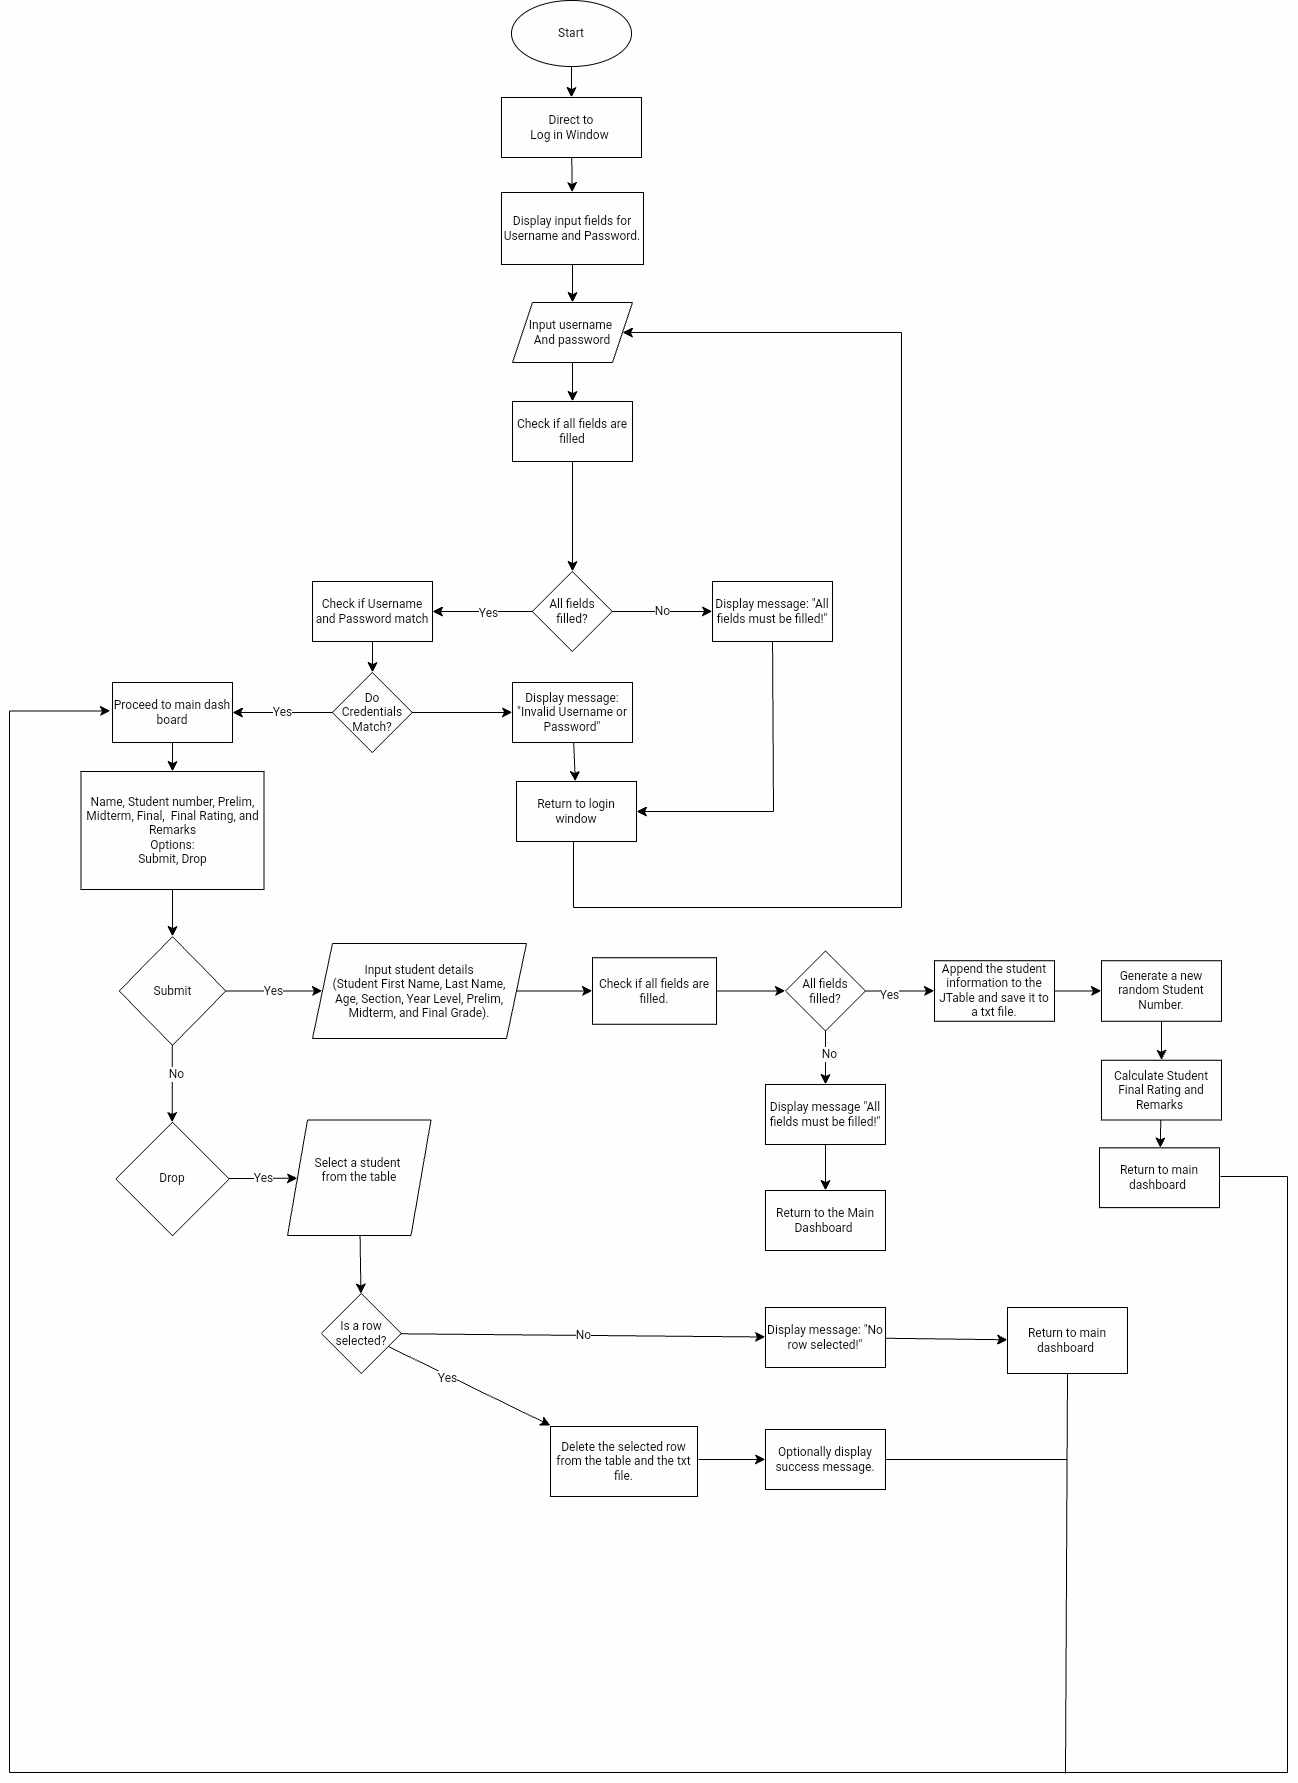 Start
Direct to
Log in Window
Display input fields for
Username and Password.
Input username
And password
Check if all fields are
filled
Check if Username
and Password match
Yes
All fields
filled?
No
Display message: "All
fields must be filled!"
Proceed to main dash
board
Yes
Do
Credentials
Match?
Display message:
"Invalid Username or
Password"
Return to login
window
Name, Student number, Prelim,
Midterm, Final, Final Rating, and
Remarks
Options:
Submit, Drop
Submit
Yes
Input student details
(Student First Name, Last Name,
Age, Section, Year Level, Prelim,
Midterm, and Final Grade).
Check if all fields are
filled.
All fields
filled?
Yes
Append the student
information to the
JTable and save it to
a txt file.
Generate a new
random Student
Number.
No
No
Display message "All
fields must be filled!"
Calculate Student
Final Rating and
Remarks
Drop
Yes
Select a student
from the table
Return to the Main
Dashboard
Return to main
dashboard
Is a row
selected?
No
Display message: "No
row selected!"
Return to main
dashboard
Yes
Delete the selected row
from the table and the txt
file.
Optionally display
success message.